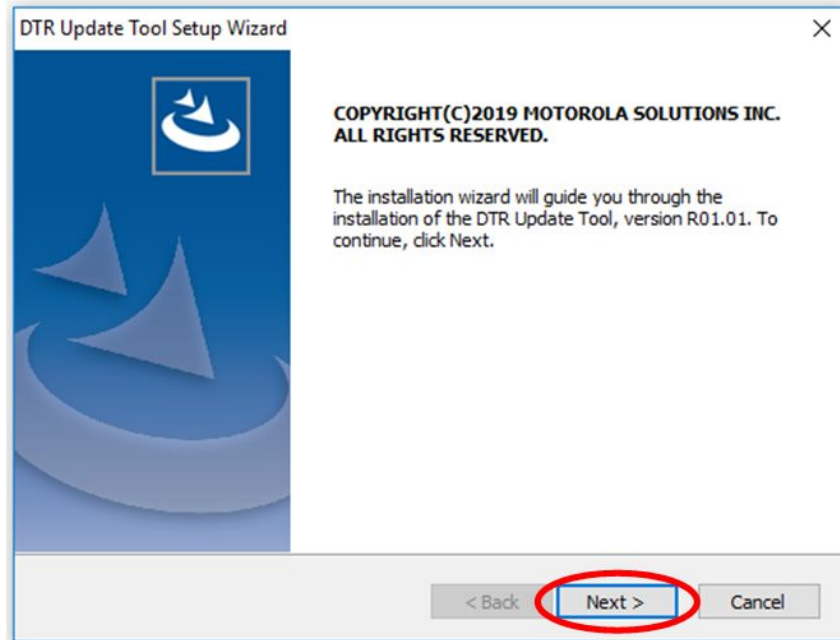 DTR Update Tool Setup Wizard
COPYRIGHT(C)2019 MOTOROLA SOLUTIONS INC.
ALL RIGHTS RESERVED.
The installation wizard will guide you through the
installation of the DTR Update Tool, version R01.01. To
continue, click Next.
< Back Next > Cancel